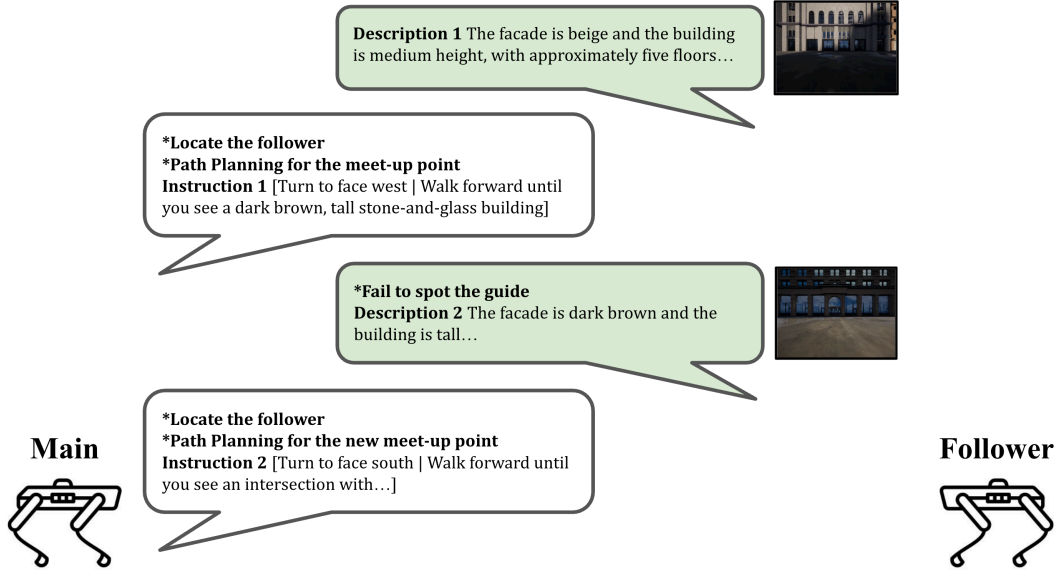 Description 1 The facade is beige and the building
is medium height, with approximately five floors…
*Locate the follower
*Path Planning for the meet-up point
Instruction 1 [Turn to face west | Walk forward until
you see a dark brown, tall stone-and-glass building]
*Fail to spot the guide
Description 2 The facade is dark brown and the
building is tall…
*Locate the follower
*Path Planning for the new meet-up point
Instruction 2 [Turn to face south | Walk forward until
you see an intersection with…]
Main
Follower